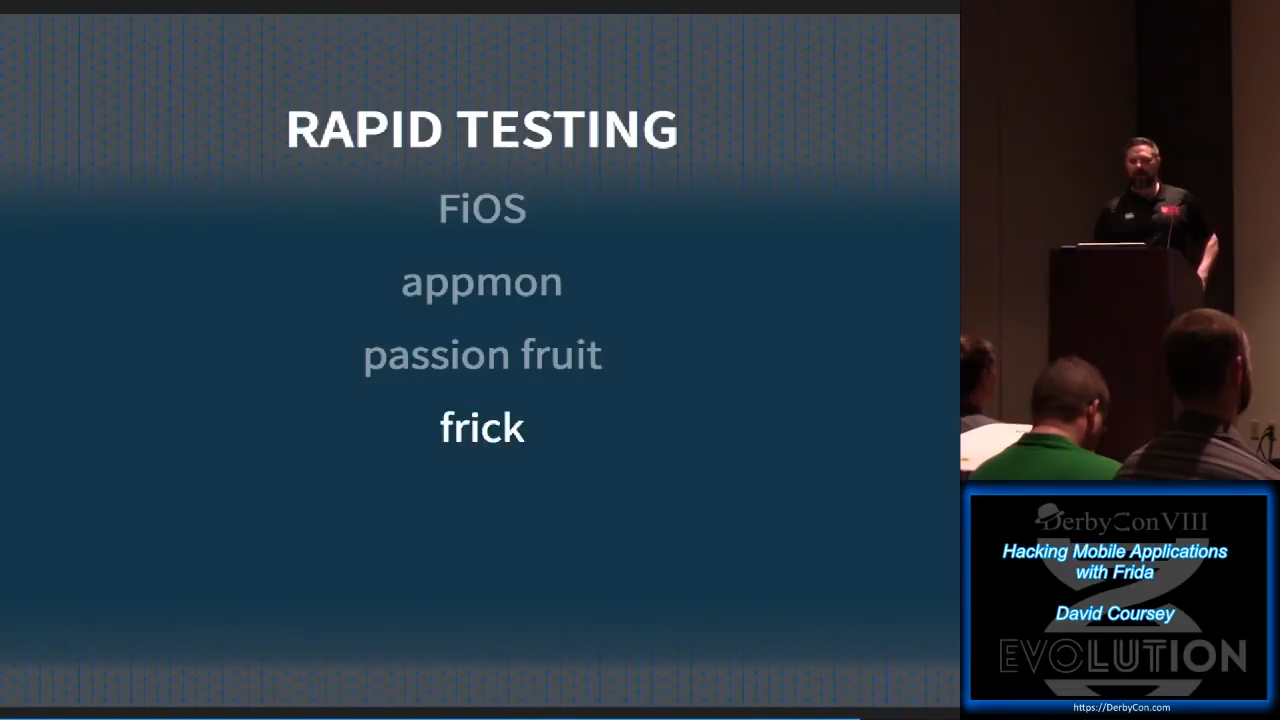 RAPID TESTING
FiOS
appmon
passion fruit
frick
DerbyCon VIII
Hacking Mobile Applications
with Frida
David Coursey
EVOLUTION
https://DerbyCon.com